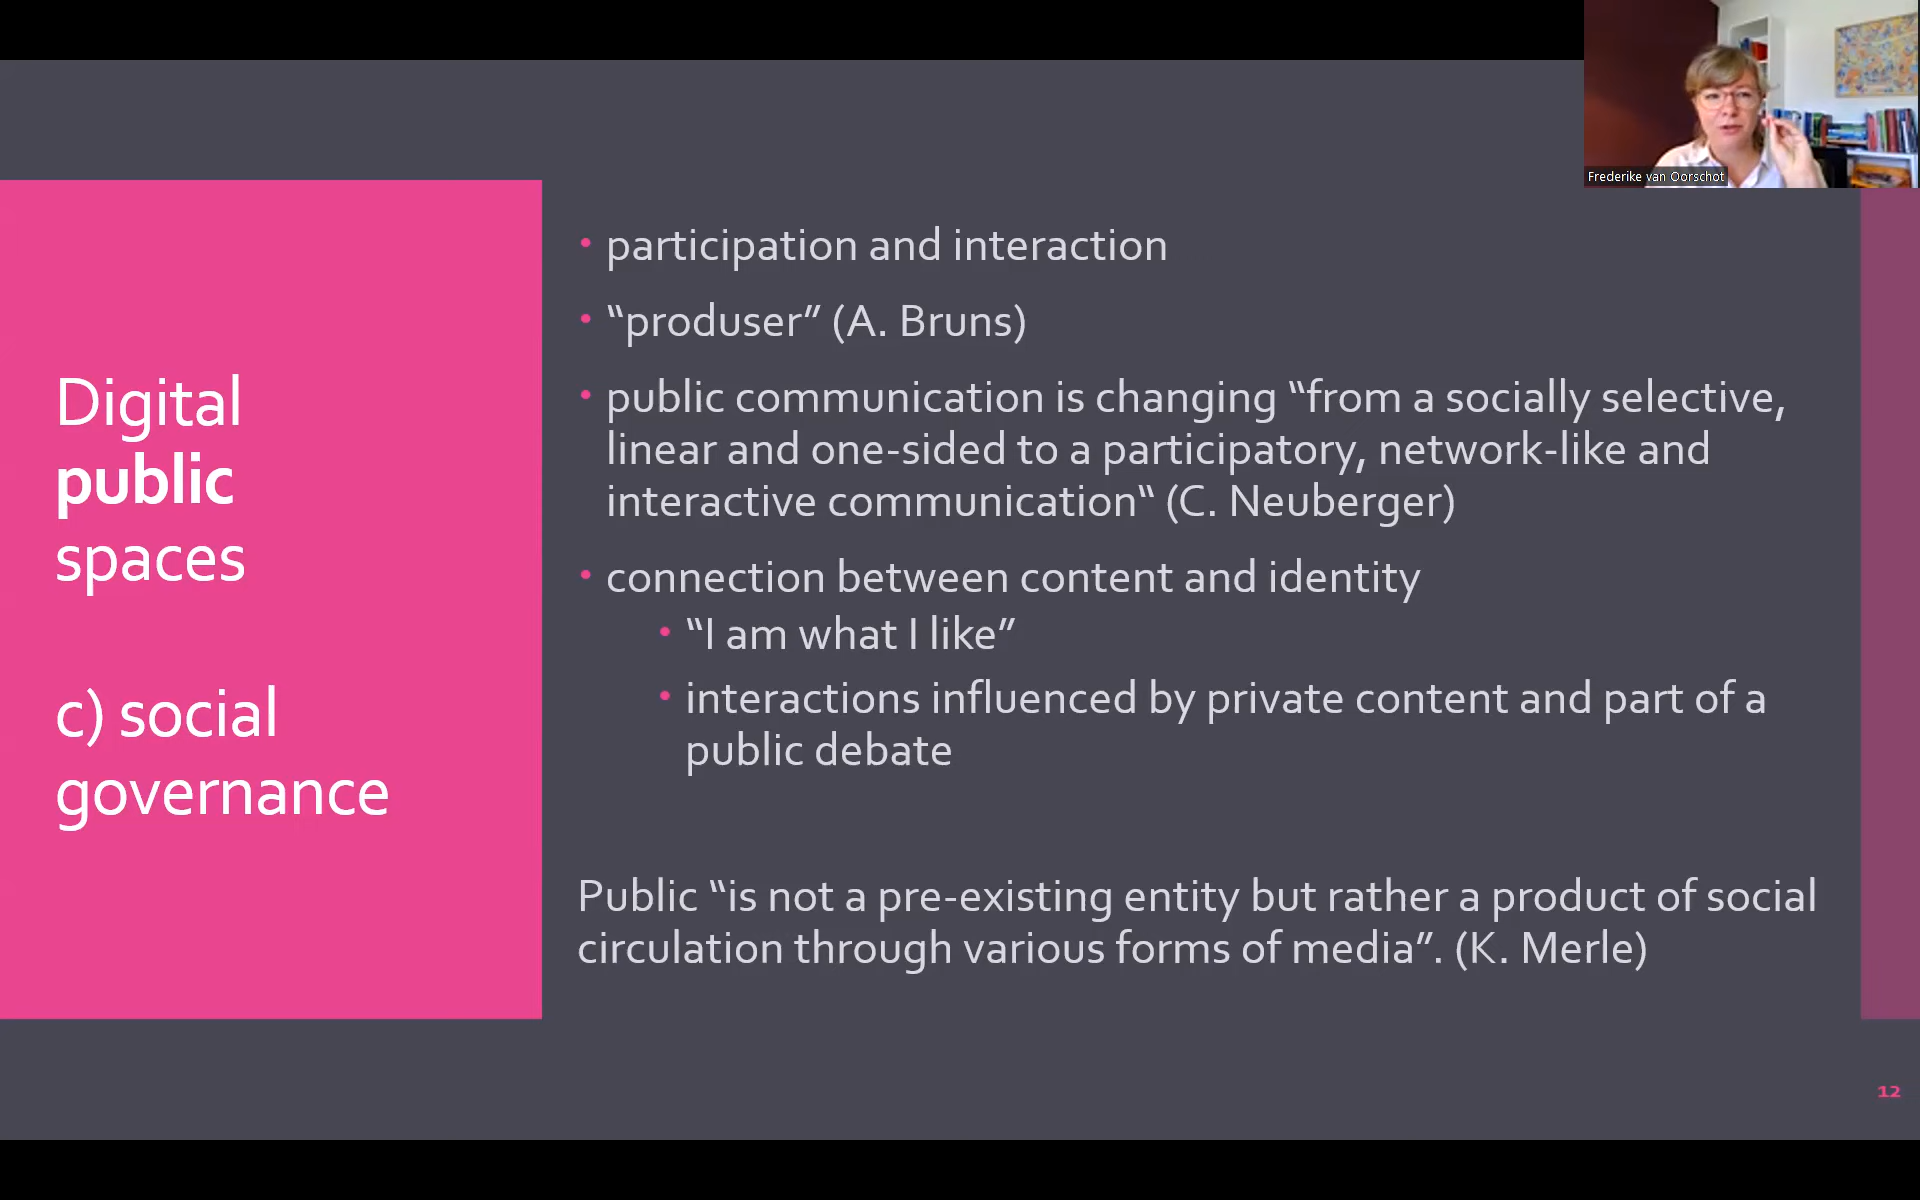 Frederike van Oorschot
Digital
public
spaces
c) social
governance
• participation and interaction
• “produser” (A. Bruns)
• public communication is changing “from a socially selective,
linear and one-sided to a participatory, network-like and
interactive communication“ (C. Neuberger)
• connection between content and identity
• “I am what I like”
• interactions influenced by private content and part of a
public debate
Public “is not a pre-existing entity but rather a product of social
circulation through various forms of media”. (K. Merle)
12